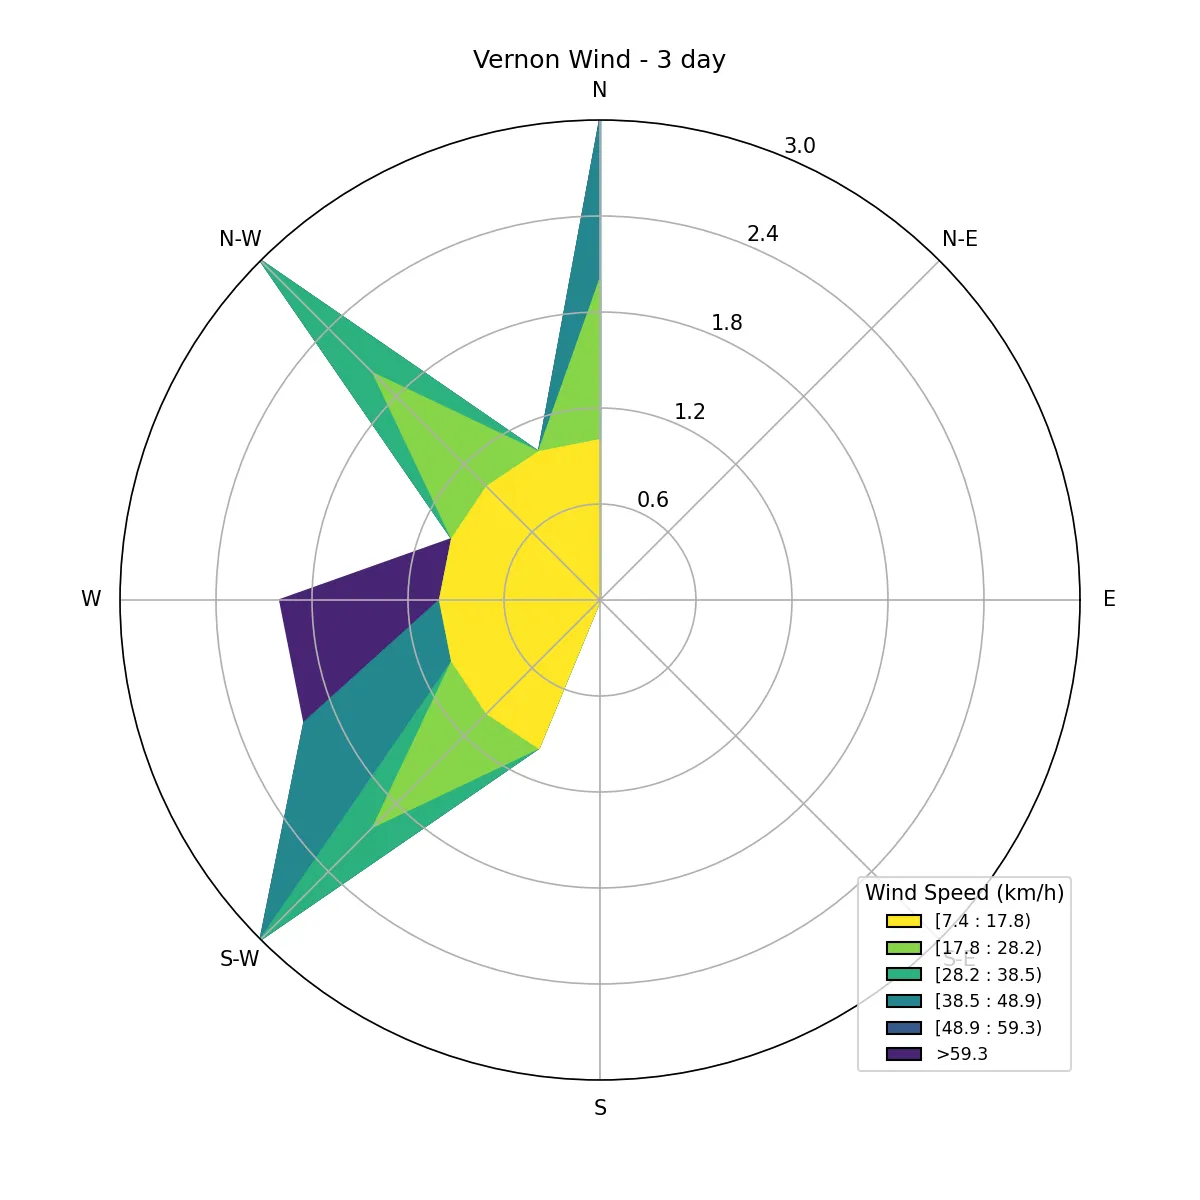 Vernon Wind - 3 day
N
3.0
N-W
2.4
N-E
1.8
1.2
0.6
W
E
S-W
S-E
S
Wind Speed (km/h)
[7.4 : 17.8)
[17.8 : 28.2)
[28.2 : 38.5)
[38.5 : 48.9)
[48.9 : 59.3)
>59.3